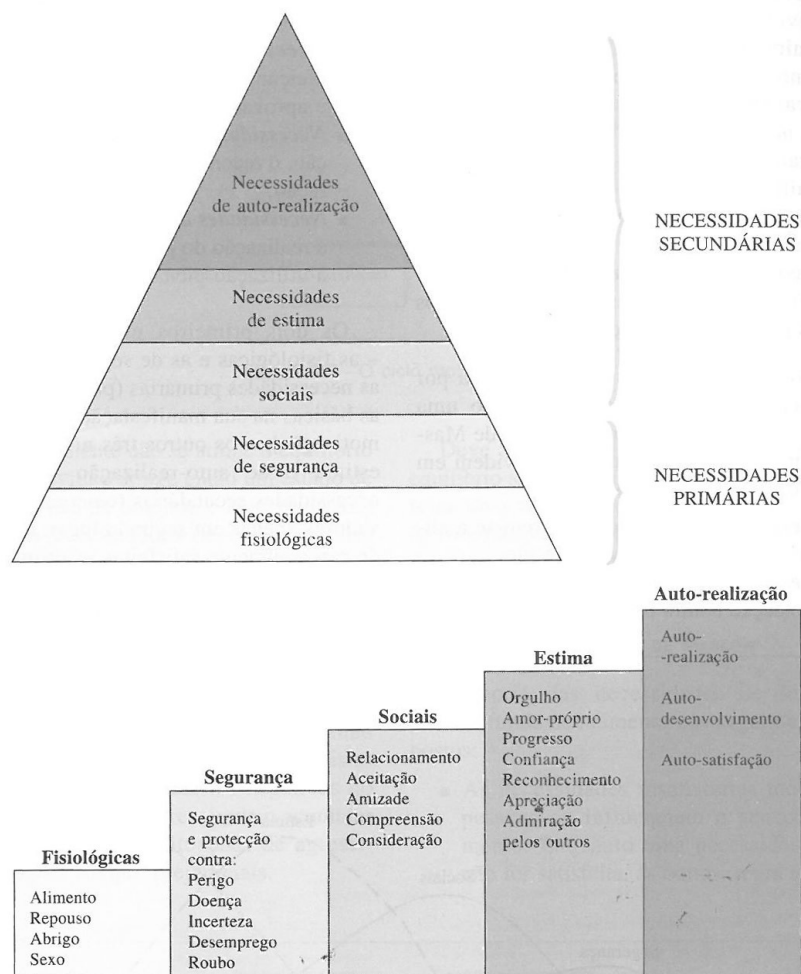 Necessidades
de auto-realização
Necessidades
de estima
Necessidades
sociais
Necessidades
de segurança
Necessidades
fisiológicas
NECESSIDADES
SECUNDÁRIAS
NECESSIDADES
PRIMÁRIAS
Fisiológicas
Alimento
Repouso
Abrigo
Sexo
Segurança
Segurança
e protecção
contra:
Perigo
Doença
Incerteza
Desemprego
Roubo
Sociais
Relacionamento
Aceitação
Amizade
Compreensão
Consideração
Estima
Orgulho
Amor-próprio
Progresso
Confiança
Reconhecimento
Apreciação
Admiração
pelos outros
Auto-realização
Auto-
-realização
Auto-
desenvolvimento
Auto-satisfação